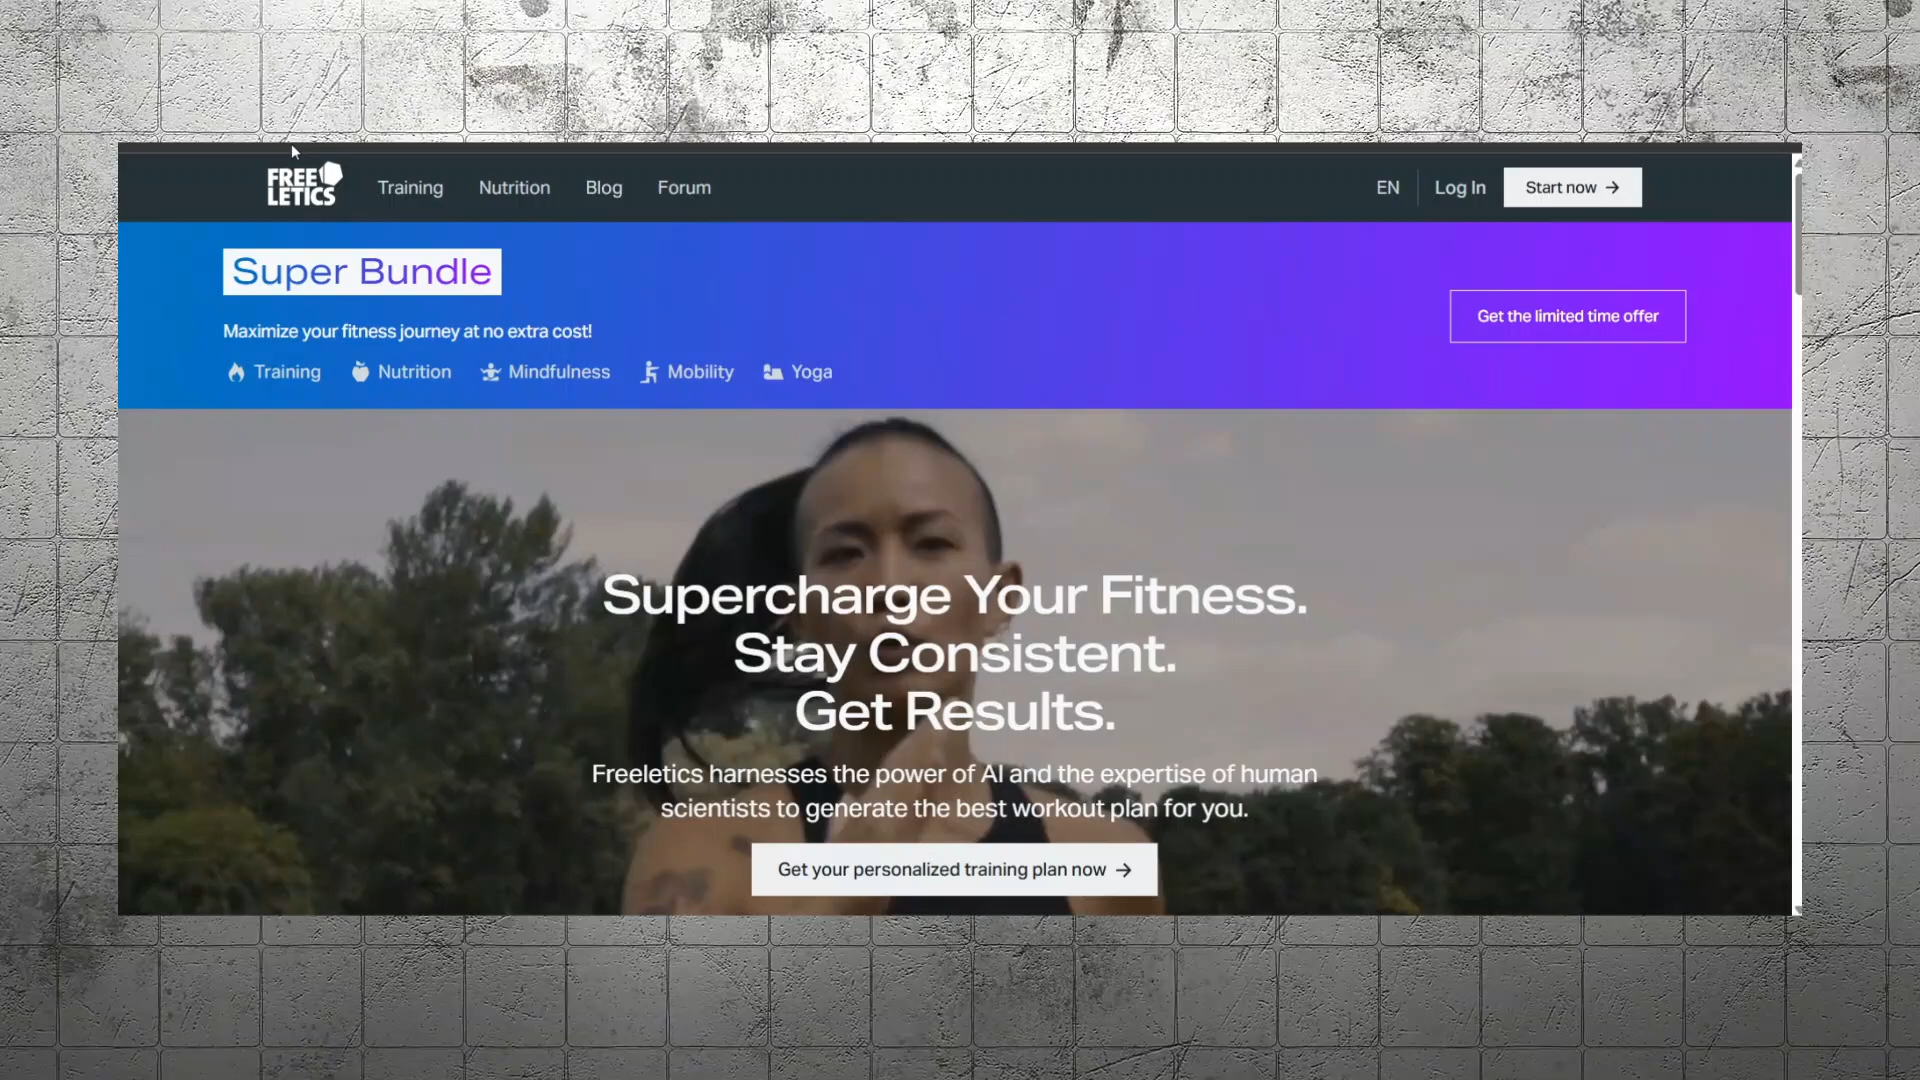 FREE
LETICS
Training Nutrition Blog Forum EN Log In Start now →
Super Bundle
Maximize your fitness journey at no extra cost!
Training Nutrition Mindfulness Mobility Yoga
Get the limited time offer
Supercharge Your Fitness.
Stay Consistent.
Get Results.
Freeletics harnesses the power of AI and the expertise of human
scientists to generate the best workout plan for you.
Get your personalized training plan now →